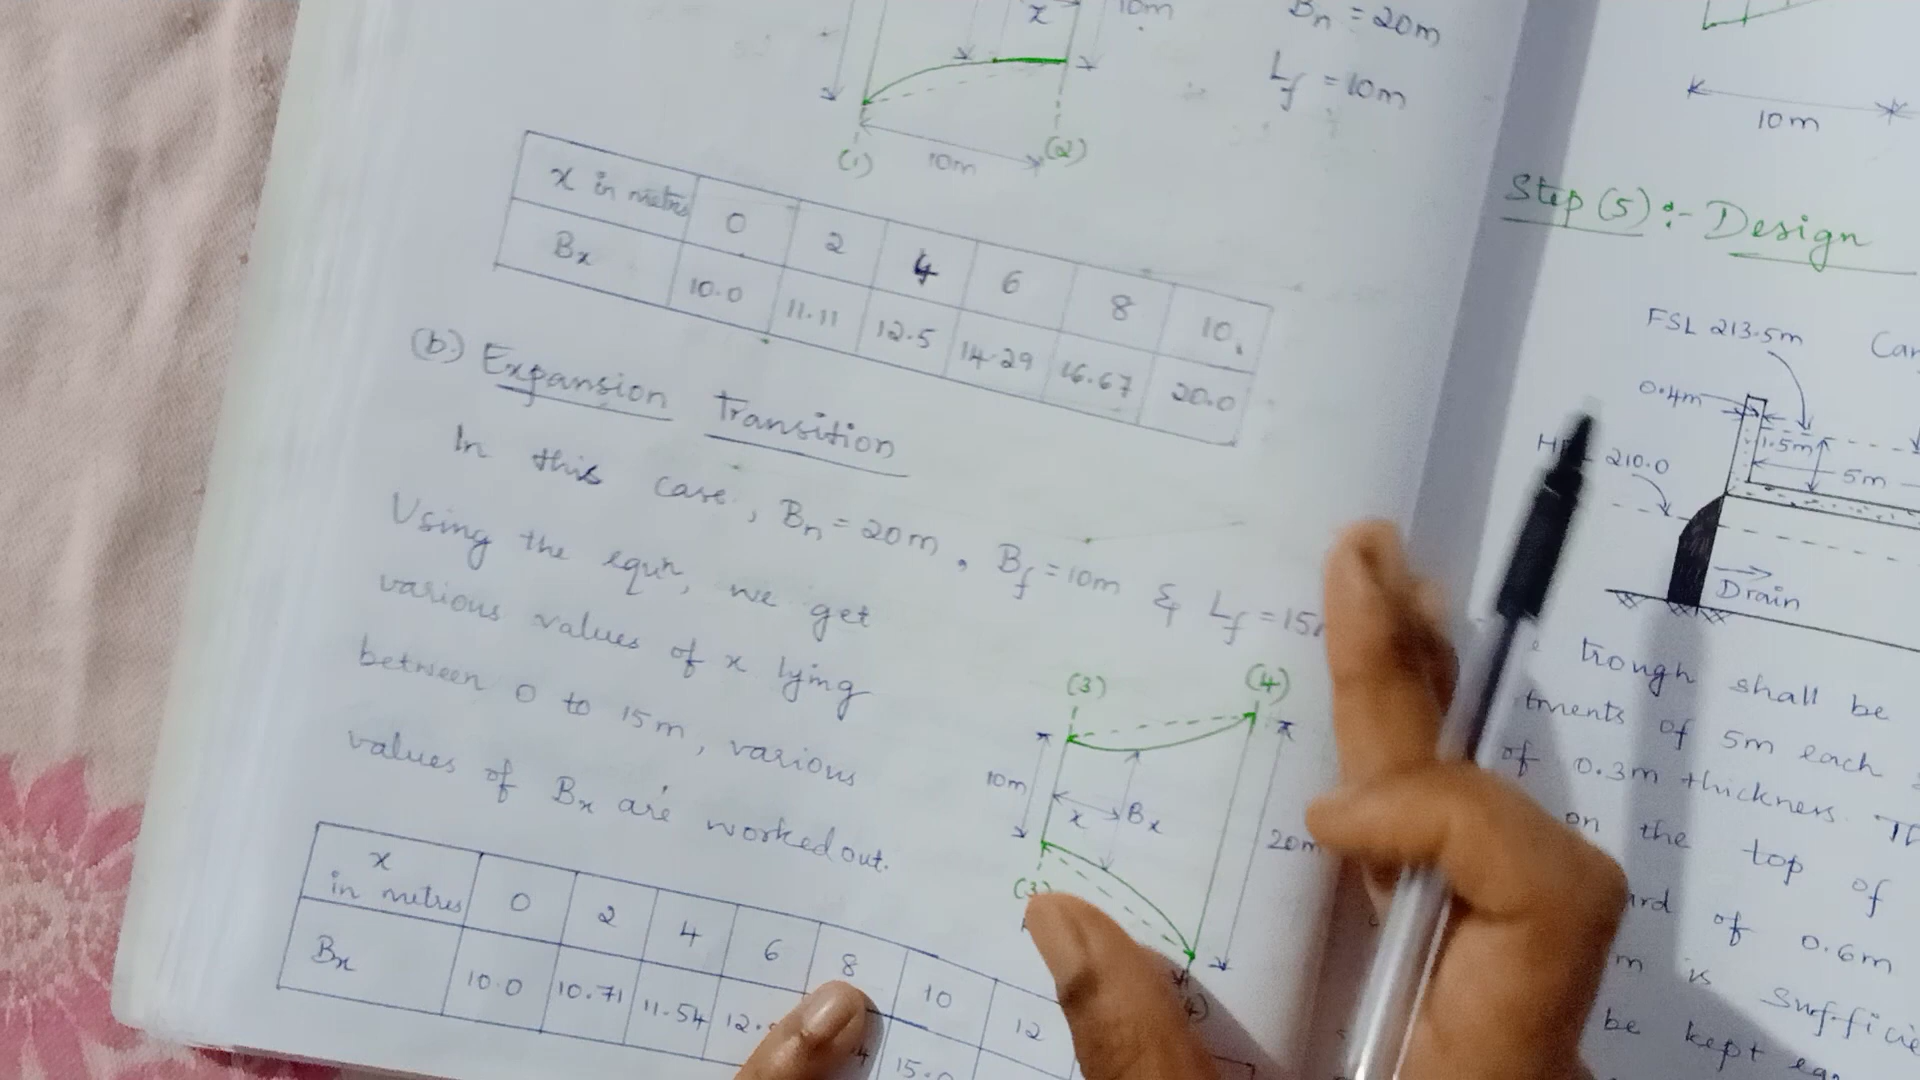 x
10m
Bn = 20m
Lf = 10m
(1)
10m
(2)
x in metres 0 2 4 6 8 10
Bx 10.0 11.11 12.5 14.29 16.67 20.0
(b) Expansion Transition
In this case, Bn = 20m, Bf = 10m & Lf = 15
Using the equn, we get
various values of x lying
between 0 to 15m, various
values of Bx are worked out.
(3)
(4)
10m
x
Bx
20m
(3)
x in metres 0 2 4 6 8 10 12
Bx 10.0 10.71 11.54 12. 15.0
10m
Step (5) :- Design
FSL 213.5m
0.4m
1.5m
5m
210.0
Drain
trough shall be
of 5m each
of 0.3m thickness.
on the top of
of 0.6m
m is
be kept